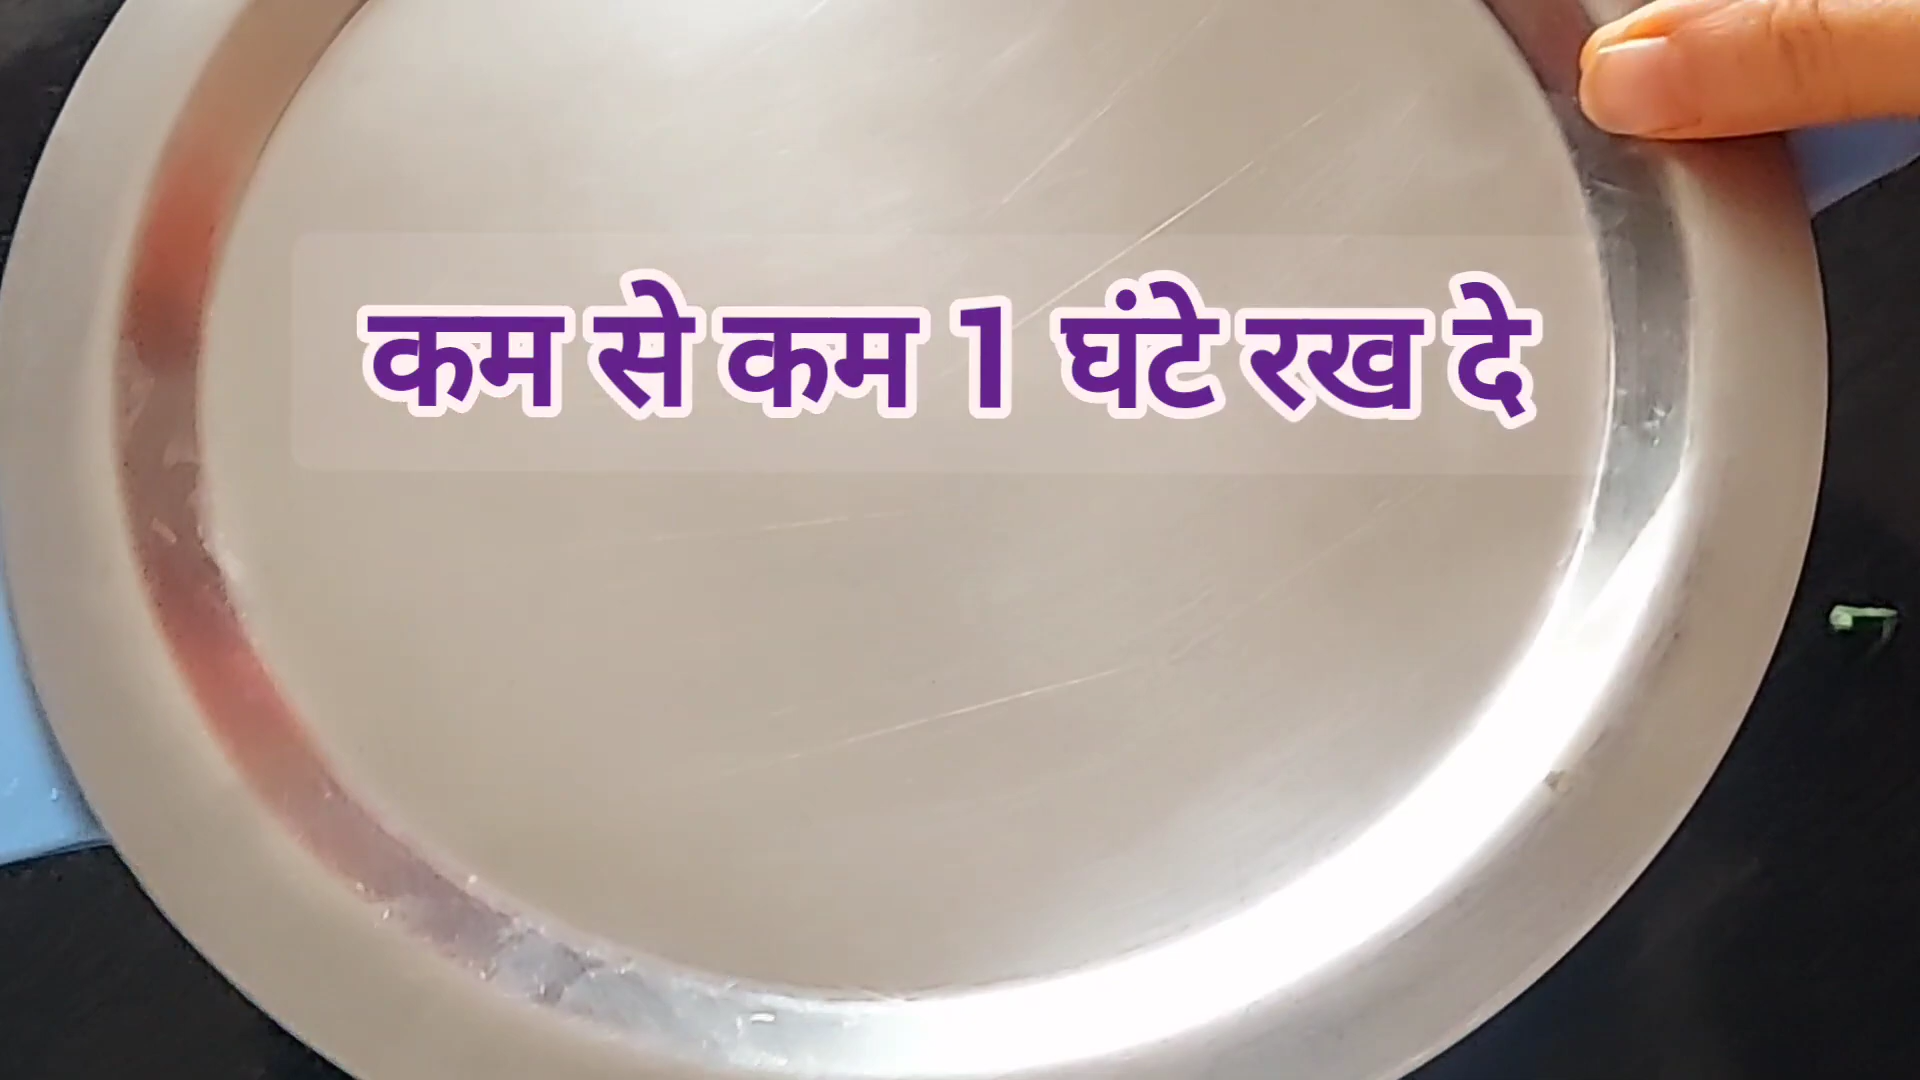 कम से कम 1 घंटे रख दे